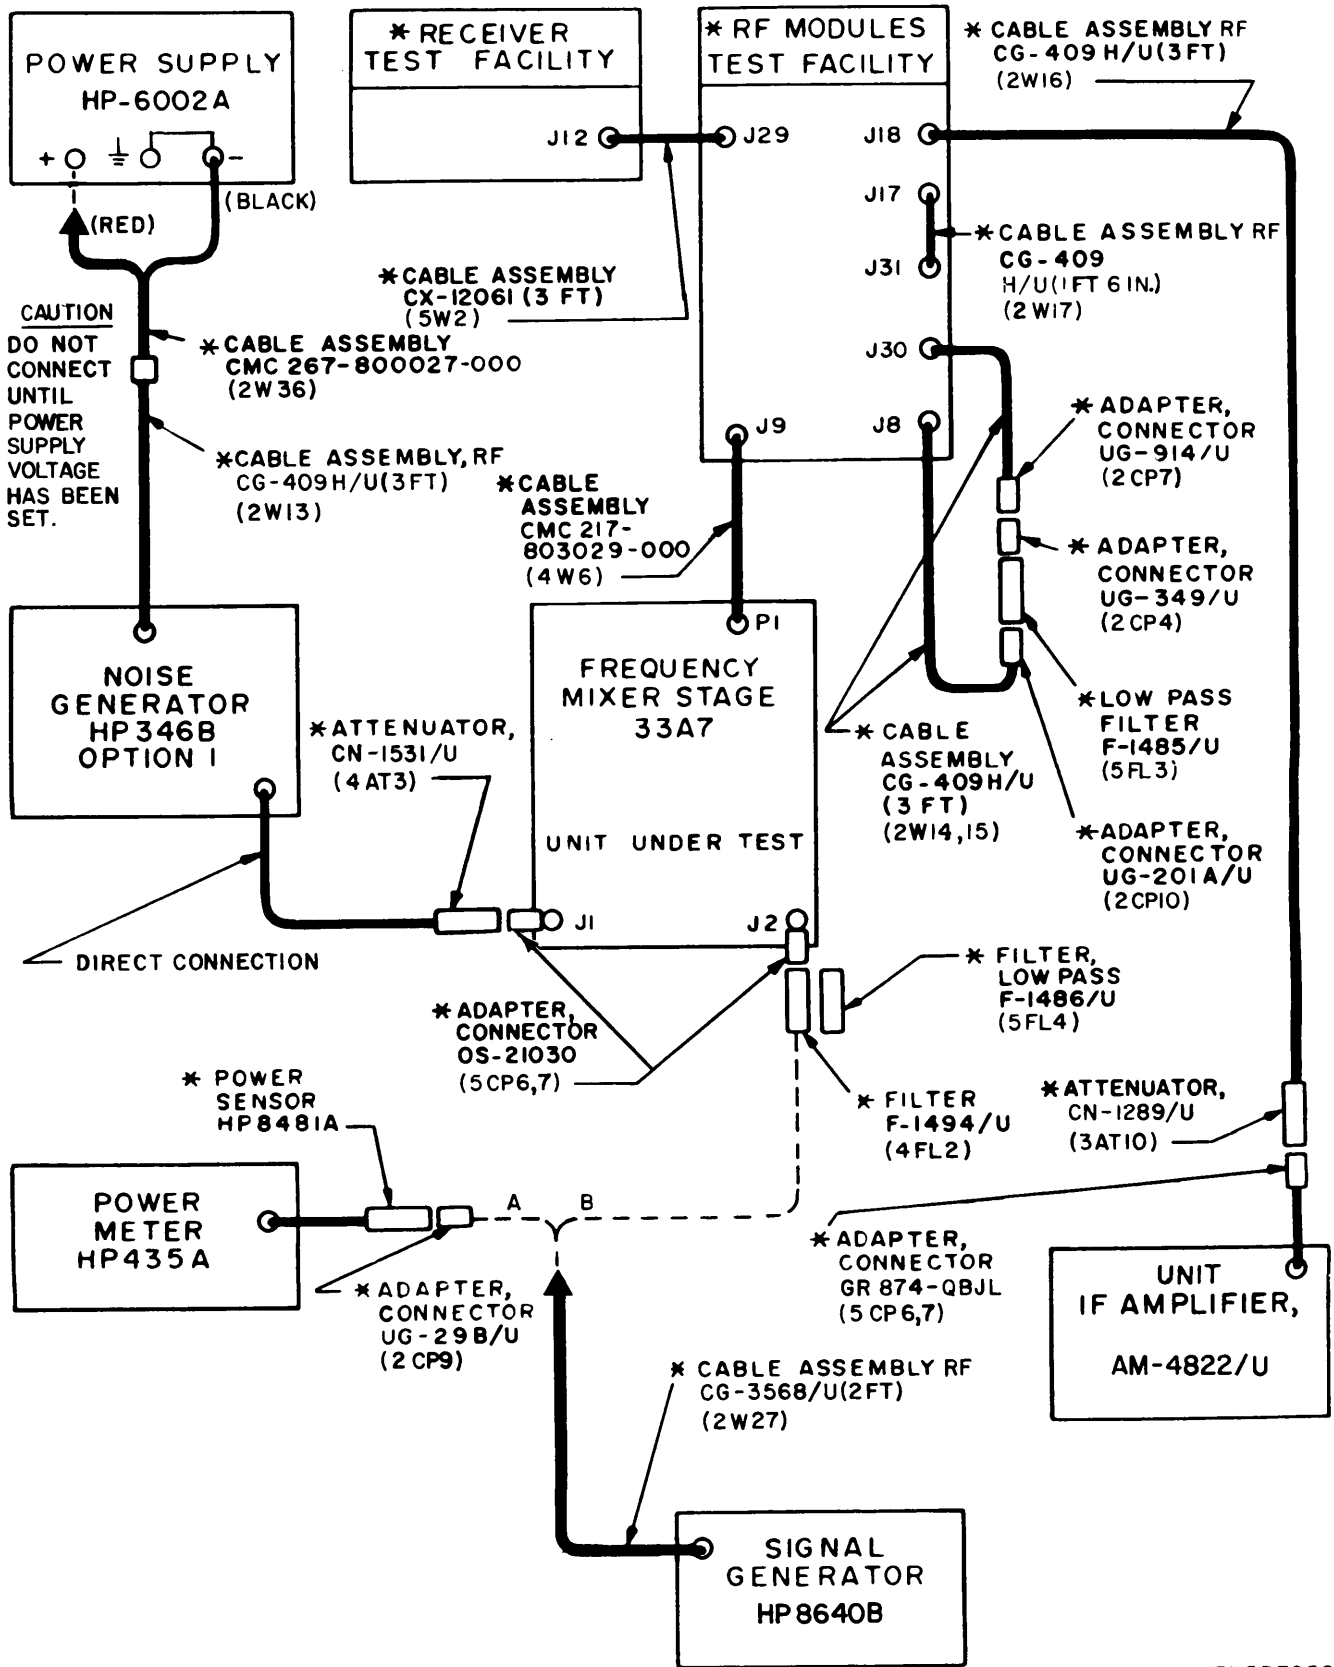 POWER SUPPLY
HP-6002A
+
-
(RED)
(BLACK)
* RECEIVER
TEST FACILITY
J12
* RF MODULES
TEST FACILITY
J29
J18
J17
J31
J30
J8
J9
* CABLE ASSEMBLY RF
CG-409 H/U(3FT)
(2W16)
* CABLE ASSEMBLY RF
CG-409
H/U(1FT 6 IN.)
(2W17)
* CABLE ASSEMBLY
CX-12061 (3 FT)
(5W2)
CAUTION
DO NOT
CONNECT
UNTIL
POWER
SUPPLY
VOLTAGE
HAS BEEN
SET.
* CABLE ASSEMBLY
CMC 267-800027-000
(2W36)
* CABLE ASSEMBLY, RF
CG-409H/U(3FT)
(2W13)
* CABLE
ASSEMBLY
CMC 217-
803029-000
(4W6)
* ADAPTER,
CONNECTOR
UG-914/U
(2CP7)
* ADAPTER,
CONNECTOR
UG-349/U
(2CP4)
* LOW PASS
FILTER
F-1485/U
(5FL3)
* ADAPTER,
CONNECTOR
UG-201A/U
(2CP10)
* CABLE
ASSEMBLY
CG-409H/U
(3 FT)
(2W14,15)
NOISE
GENERATOR
HP346B
OPTION 1
* ATTENUATOR,
CN-1531/U
(4AT3)
P1
FREQUENCY
MIXER STAGE
33A7
UNIT UNDER TEST
J1
J2
DIRECT CONNECTION
* ADAPTER,
CONNECTOR
OS-21030
(5CP6,7)
* FILTER,
LOW PASS
F-1486/U
(5FL4)
* FILTER
F-1494/U
(4FL2)
* POWER
SENSOR
HP8481A
* ATTENUATOR,
CN-1289/U
(3AT10)
POWER
METER
HP435A
A
B
* ADAPTER,
CONNECTOR
UG-29B/U
(2CP9)
* ADAPTER,
CONNECTOR
GR 874-QBJL
(5CP6,7)
UNIT
IF AMPLIFIER,
AM-4822/U
* CABLE ASSEMBLY RF
CG-3568/U(2FT)
(2W27)
SIGNAL
GENERATOR
HP8640B